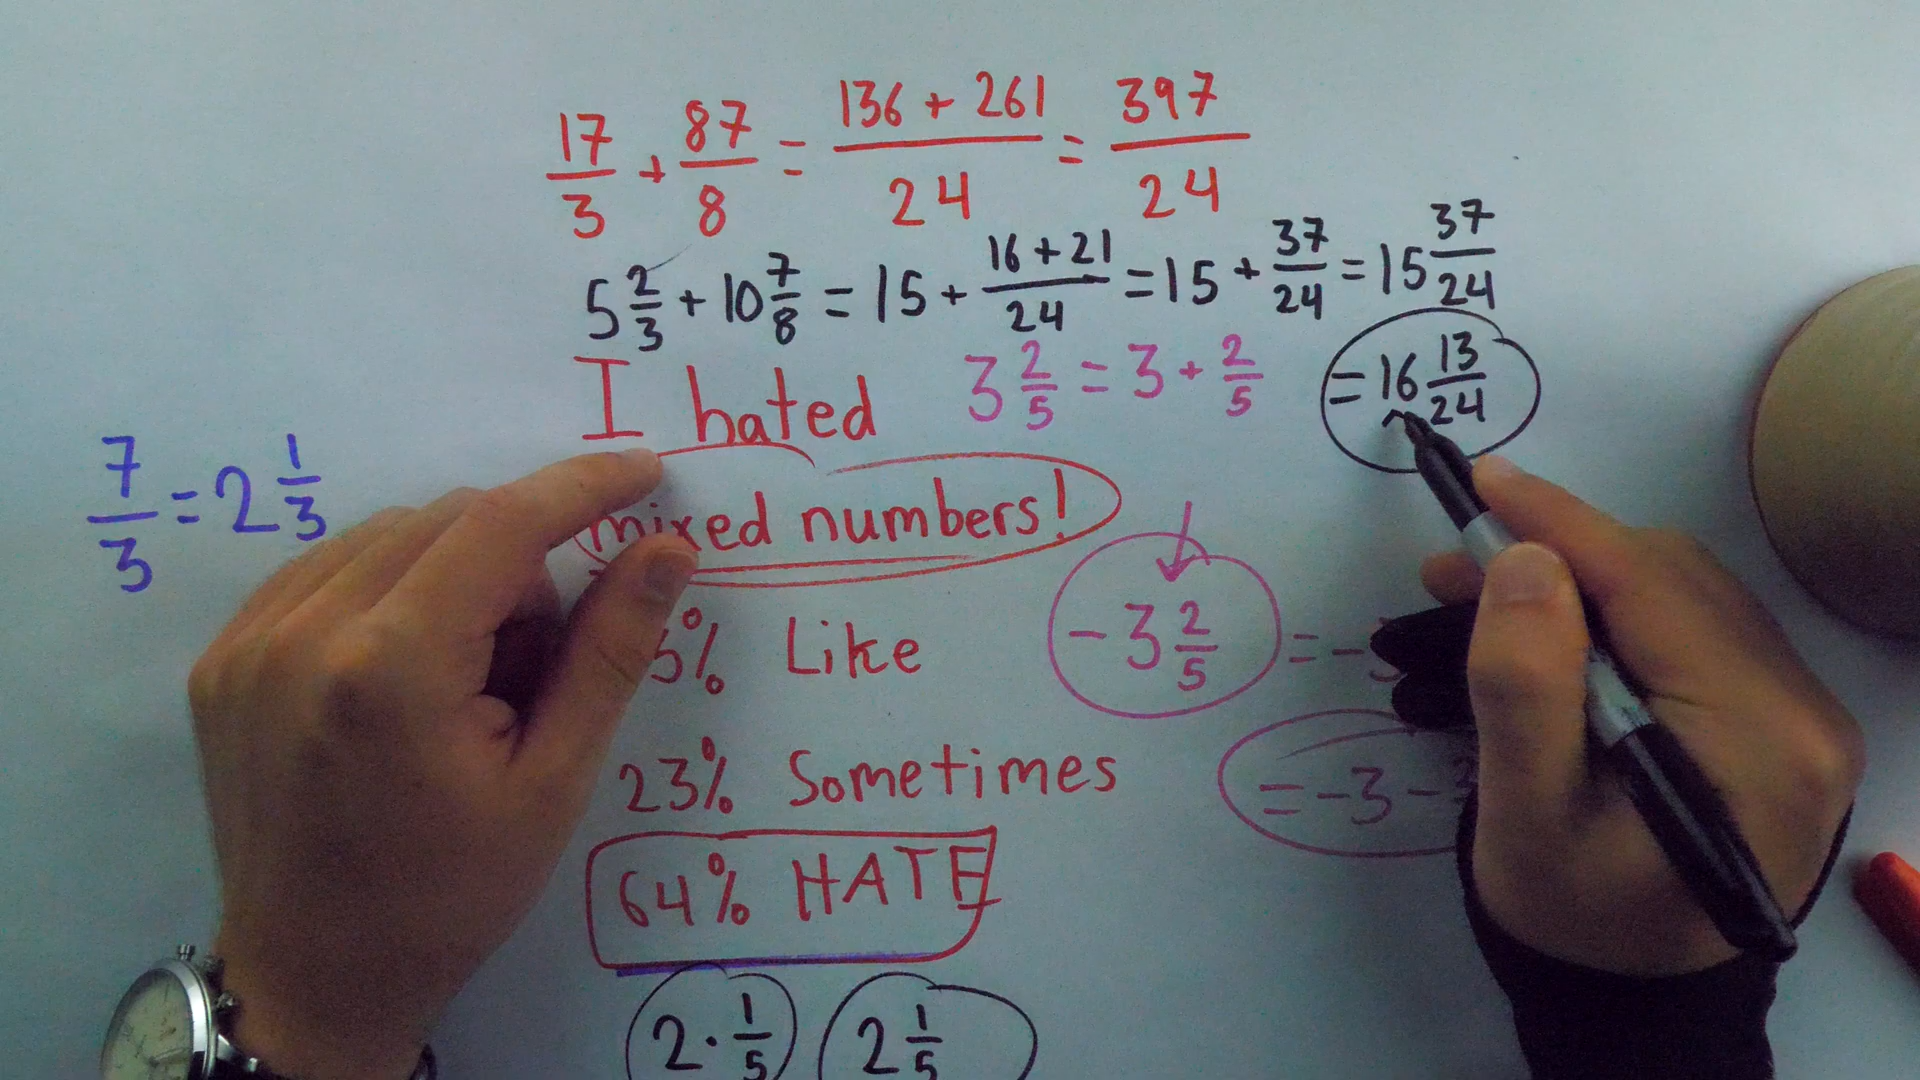 17/3 + 87/8 = (136 + 261)/24 = 397/24
5 2/3 + 10 7/8 = 15 + (16 + 21)/24 = 15 + 37/24 = 15 37/24
= 16 13/24
3 2/5 = 3 + 2/5
I hated
mixed numbers!
7/3 = 2 1/3
% Like
- 3 2/5 = -
23% Sometimes
= -3 -
64% HATE
2 · 1/5
2 1/5